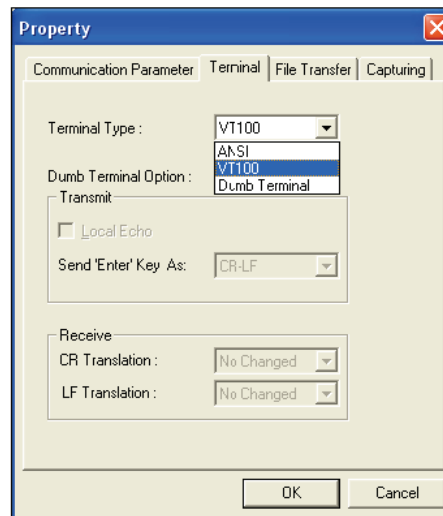 Property
Communication Parameter Terminal File Transfer Capturing
Terminal Type : VT100
ANSI
VT100
Dumb Terminal Option :
Dumb Terminal
Transmit
Local Echo
Send 'Enter' Key As: CR-LF
Receive
CR Translation : No Changed
LF Translation : No Changed
OK Cancel